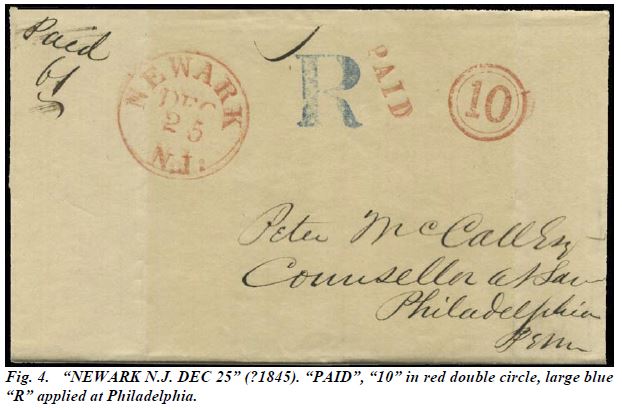 Paid
NEWARK
DEC
25
N.J.
R
PAID
10
Peter McCall Esq
Counsellor at Law
Philadelphia
Penn
Fig. 4. “NEWARK N.J. DEC 25” (?1845). “PAID”, “10” in red double circle, large blue
“R” applied at Philadelphia.